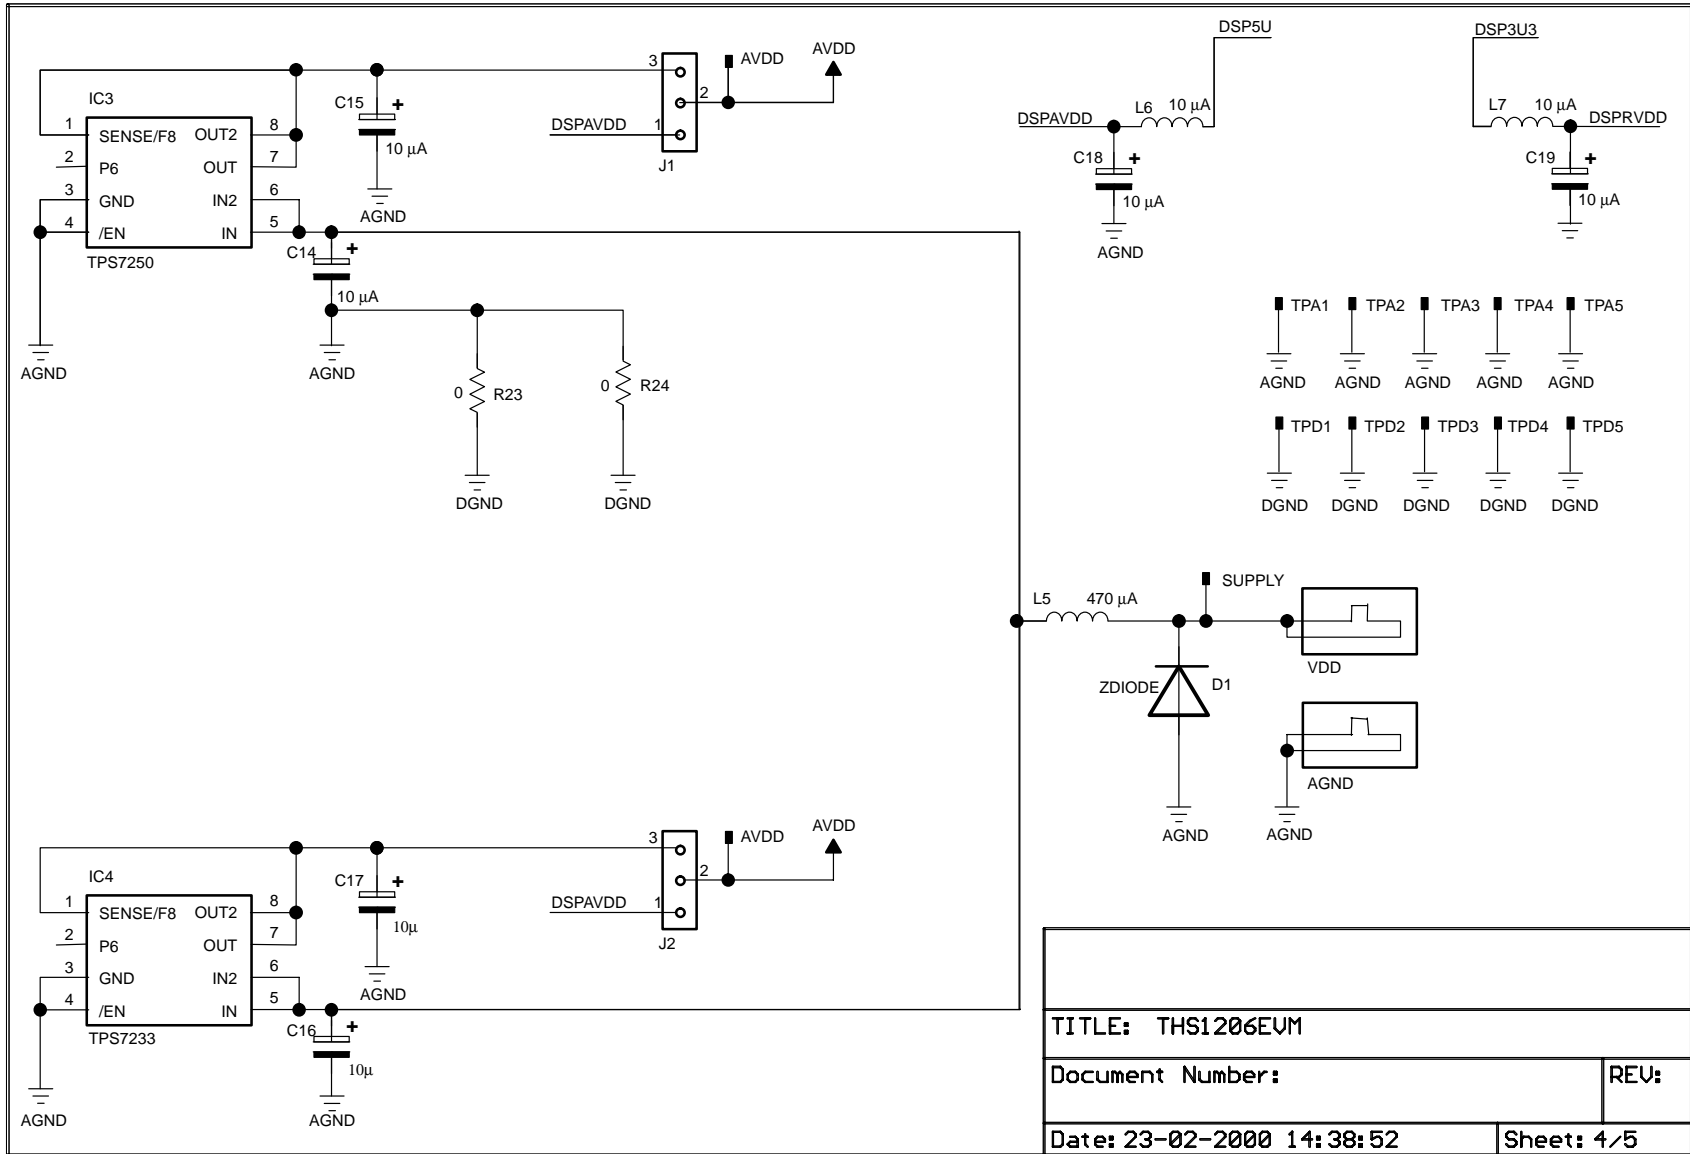 DSP5U
DSP3U3
3
AVDD
AVDD
IC3
C15
+
2
DSPAVDD
1
L6
10 µA
L7
10 µA
DSPAVDD
DSPRVDD
1
SENSE/F8
OUT2
8
10 µA
J1
2
P6
OUT
7
C18
+
C19
+
3
GND
IN2
6
AGND
10 µA
10 µA
4
/EN
IN
5
C14
+
AGND
TPS7250
10 µA
TPA1
TPA2
TPA3
TPA4
TPA5
AGND
AGND
AGND
AGND
AGND
AGND
AGND
0
R23
0
R24
TPD1
TPD2
TPD3
TPD4
TPD5
DGND
DGND
DGND
DGND
DGND
DGND
DGND
SUPPLY
L5
470 µA
VDD
ZDIODE
D1
AGND
AGND
AGND
3
AVDD
AVDD
IC4
C17
+
2
DSPAVDD
1
1
SENSE/F8
OUT2
8
10µ
J2
2
P6
OUT
7
3
GND
IN2
6
AGND
4
/EN
IN
5
C16
+
TPS7233
10µ
AGND
AGND
TITLE: THS1206EVM
Document Number:
REV:
Date: 23-02-2000 14:38:52
Sheet: 4/5